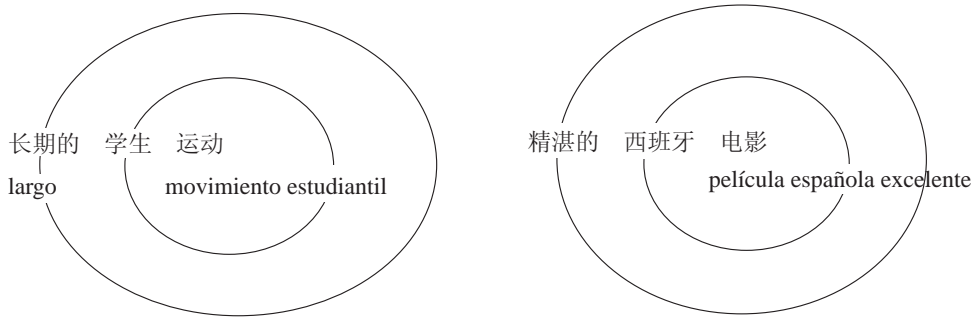 长期的 学生 运动
largo movimiento estudiantil
精湛的 西班牙 电影
película española excelente